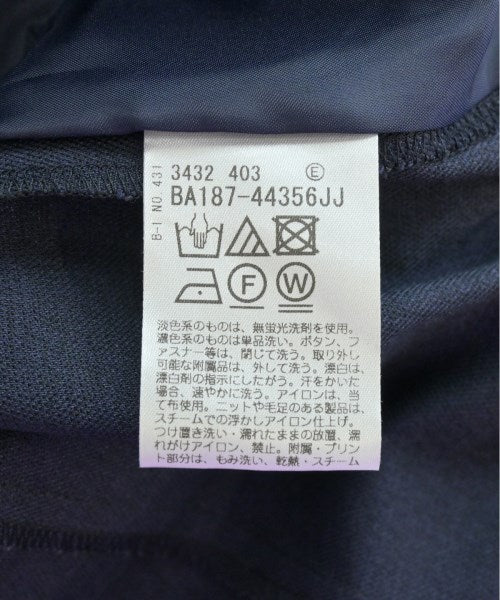 B-I NO 431
3432 403 Ⓔ
BA187-44356JJ
F W
淡色系のものは、無蛍光洗剤を使用。
濃色系のものは単品洗い。ボタン、フ
ァスナー等は、閉じて洗う。取り外し
可能な附属品は、外して洗う。漂白は、
漂白剤の指示にしたがう。汗をかいた
場合、速やかに洗う。アイロンは、当
て布使用。ニットや毛足のある製品は、
スチームでの浮かしアイロン仕上げ。
つけ置き洗い・濡れたままの放置、濡
れがけアイロン、禁止。附属・プリン
ト部分は、もみ洗い、乾熱・スチーム